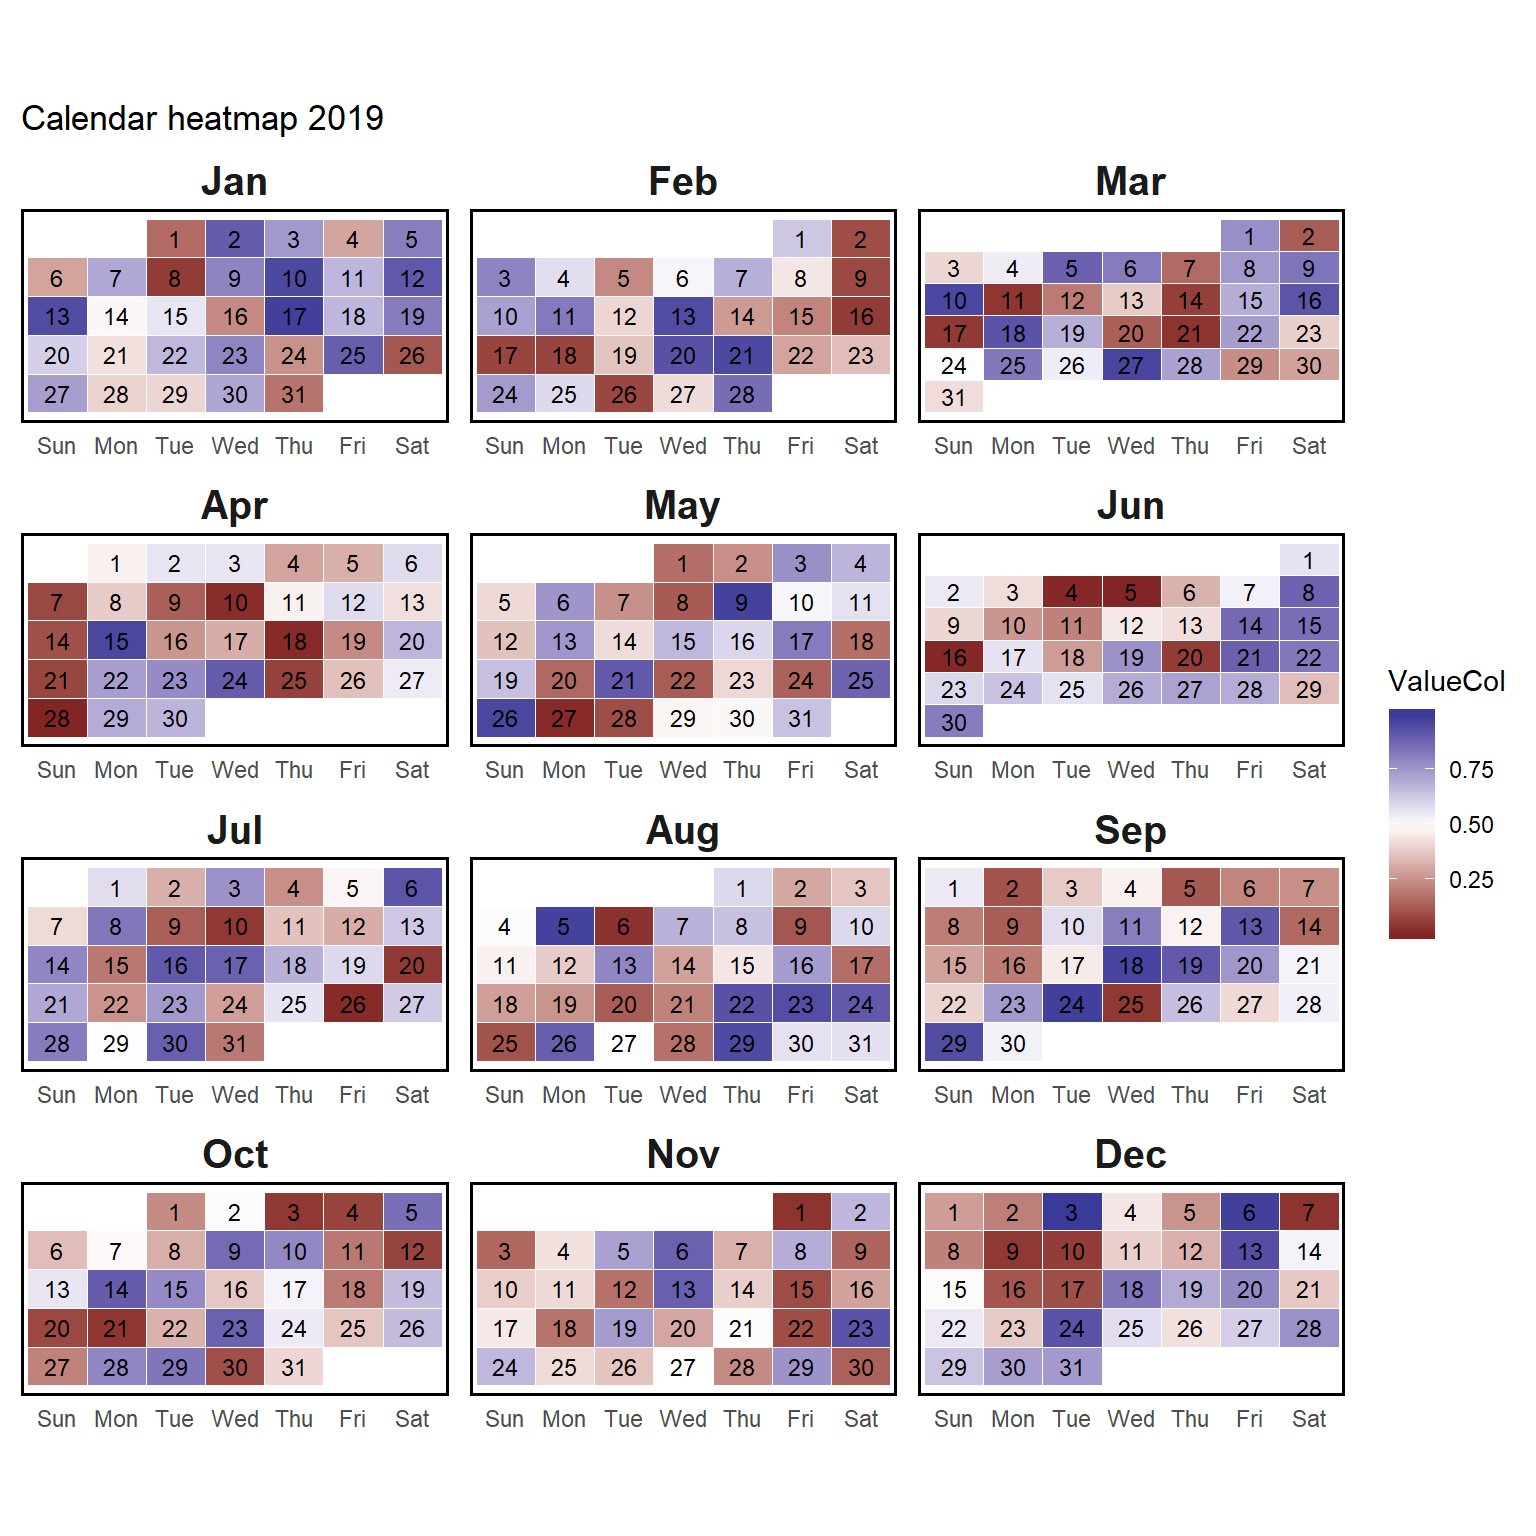 Calendar heatmap 2019
Jan Feb Mar
1 2 3 4 5 1 2 1 2
6 7 8 9 10 11 12 3 4 5 6 7 8 9 3 4 5 6 7 8 9
13 14 15 16 17 18 19 10 11 12 13 14 15 16 10 11 12 13 14 15 16
20 21 22 23 24 25 26 17 18 19 20 21 22 23 17 18 19 20 21 22 23
27 28 29 30 31 24 25 26 27 28 24 25 26 27 28 29 30
31
Sun Mon Tue Wed Thu Fri Sat Sun Mon Tue Wed Thu Fri Sat Sun Mon Tue Wed Thu Fri Sat
Apr May Jun
1 2 3 4 5 6 1 2 3 4 1
7 8 9 10 11 12 13 5 6 7 8 9 10 11 2 3 4 5 6 7 8
14 15 16 17 18 19 20 12 13 14 15 16 17 18 9 10 11 12 13 14 15
21 22 23 24 25 26 27 19 20 21 22 23 24 25 16 17 18 19 20 21 22
28 29 30 26 27 28 29 30 31 23 24 25 26 27 28 29
30
Sun Mon Tue Wed Thu Fri Sat Sun Mon Tue Wed Thu Fri Sat Sun Mon Tue Wed Thu Fri Sat
ValueCol
0.75
0.50
0.25
Jul Aug Sep
1 2 3 4 5 6 1 2 3 1 2 3 4 5 6 7
7 8 9 10 11 12 13 4 5 6 7 8 9 10 8 9 10 11 12 13 14
14 15 16 17 18 19 20 11 12 13 14 15 16 17 15 16 17 18 19 20 21
21 22 23 24 25 26 27 18 19 20 21 22 23 24 22 23 24 25 26 27 28
28 29 30 31 25 26 27 28 29 30 31 29 30
Sun Mon Tue Wed Thu Fri Sat Sun Mon Tue Wed Thu Fri Sat Sun Mon Tue Wed Thu Fri Sat
Oct Nov Dec
1 2 3 4 5 1 2 1 2 3 4 5 6 7
6 7 8 9 10 11 12 3 4 5 6 7 8 9 8 9 10 11 12 13 14
13 14 15 16 17 18 19 10 11 12 13 14 15 16 15 16 17 18 19 20 21
20 21 22 23 24 25 26 17 18 19 20 21 22 23 22 23 24 25 26 27 28
27 28 29 30 31 24 25 26 27 28 29 30 29 30 31
Sun Mon Tue Wed Thu Fri Sat Sun Mon Tue Wed Thu Fri Sat Sun Mon Tue Wed Thu Fri Sat